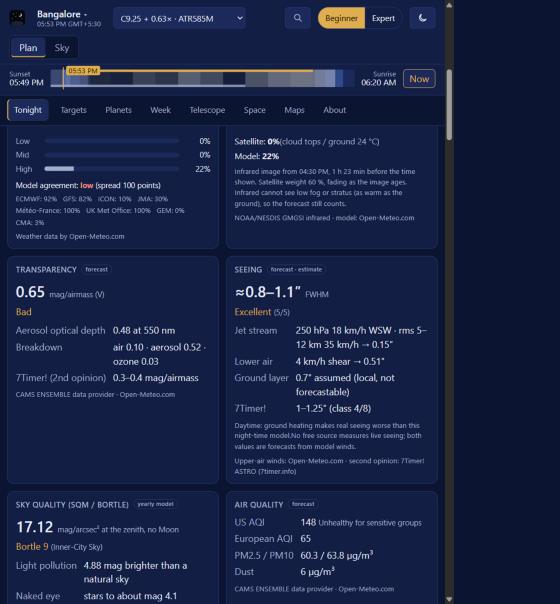 Bangalore
05:53 PM GMT+5:30
C9.25 + 0.63× · ATR585M
Beginner
Expert
Plan
Sky
Sunset
05:49 PM
05:53 PM
Sunrise
06:20 AM
Now
Tonight
Targets
Planets
Week
Telescope
Space
Maps
About
Low 0%
Mid 0%
High 22%
Model agreement: low (spread 100 points)
ECMWF: 92% GFS: 82% ICON: 10% JMA: 30%
Météo-France: 100% UK Met Office: 100% GEM: 0%
CMA: 3%
Weather data by Open-Meteo.com
Satellite: 0%(cloud tops / ground 24 °C)
Model: 22%
Infrared image from 04:30 PM, 1 h 23 min before the time
shown. Satellite weight 60 %, fading as the image ages.
Infrared cannot see low fog or status (as warm as the
ground), so the forecast still counts.
NOAA/NESDIS GMGSI infrared · model: Open-Meteo.com
TRANSPARENCY forecast
0.65 mag/airmass (V)
Bad
Aerosol optical depth 0.48 at 550 nm
Breakdown air 0.10 · aerosol 0.52 ·
ozone 0.03
7Timer! (2nd opinion) 0.3–0.4 mag/airmass
CAMS ENSEMBLE data provider · Open-Meteo.com
SEEING forecast · estimate
≈0.8–1.1″ FWHM
Excellent (5/5)
Jet stream 250 hPa 18 km/h WSW · rms 5–
12 km 35 km/h → 0.15″
Lower air 4 km/h shear → 0.51″
Ground layer 0.7″ assumed (local, not
forecastable)
7Timer! 1–1.25″ (class 4/8)
Daytime: ground heating makes real seeing worse than this
night-time model.No free source measures live seeing; both
values are forecasts from model winds.
Upper-air winds: Open-Meteo.com · second opinion: 7Timer!
ASTRO (7timer.info)
SKY QUALITY (SQM / BORTLE) yearly model
17.12 mag/arcsec² at the zenith, no Moon
Bortle 9 (Inner-City Sky)
Light pollution 4.88 mag brighter than a
natural sky
Naked eye stars to about mag 4.1
AIR QUALITY forecast
US AQI 148 Unhealthy for sensitive groups
European AQI 65
PM2.5 / PM10 60.3 / 63.8 μg/m³
Dust 6 μg/m³
CAMS ENSEMBLE data provider · Open-Meteo.com